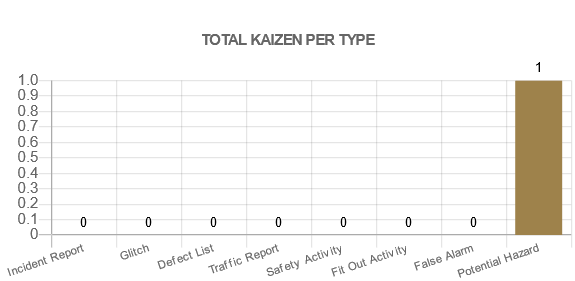 TOTAL KAIZEN PER TYPE
1
1.0
0.9
0.8
0.7
0.6
0.5
0.4
0.3
0.2
0.1
0
0 0 0 0 0 0 0
Incident Report
Glitch
Defect List
Traffic Report
Safety Activity
Fit Out Activity
False Alarm
Potential Hazard